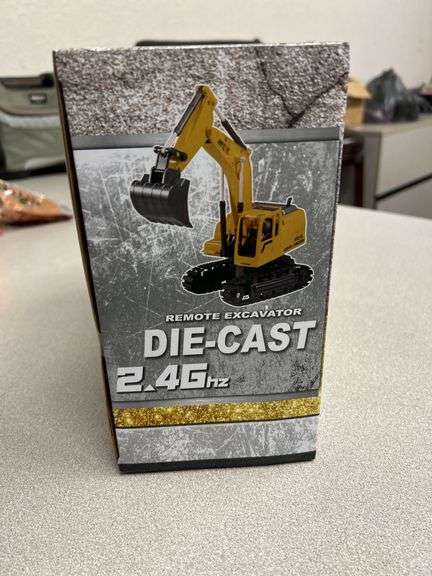 REMOTE EXCAVATOR
DIE-CAST
2.4GHz